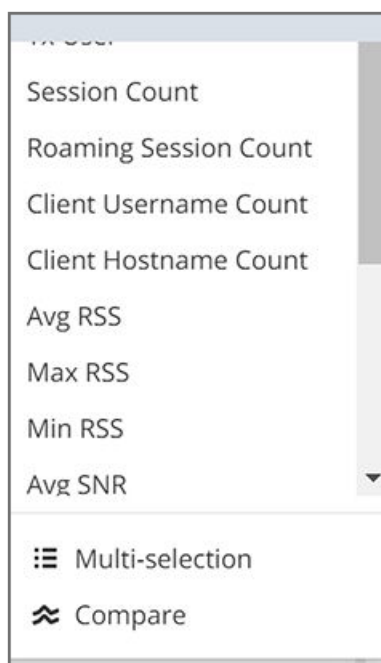 Session Count
Roaming Session Count
Client Username Count
Client Hostname Count
Avg RSS
Max RSS
Min RSS
Avg SNR
Multi-selection
Compare